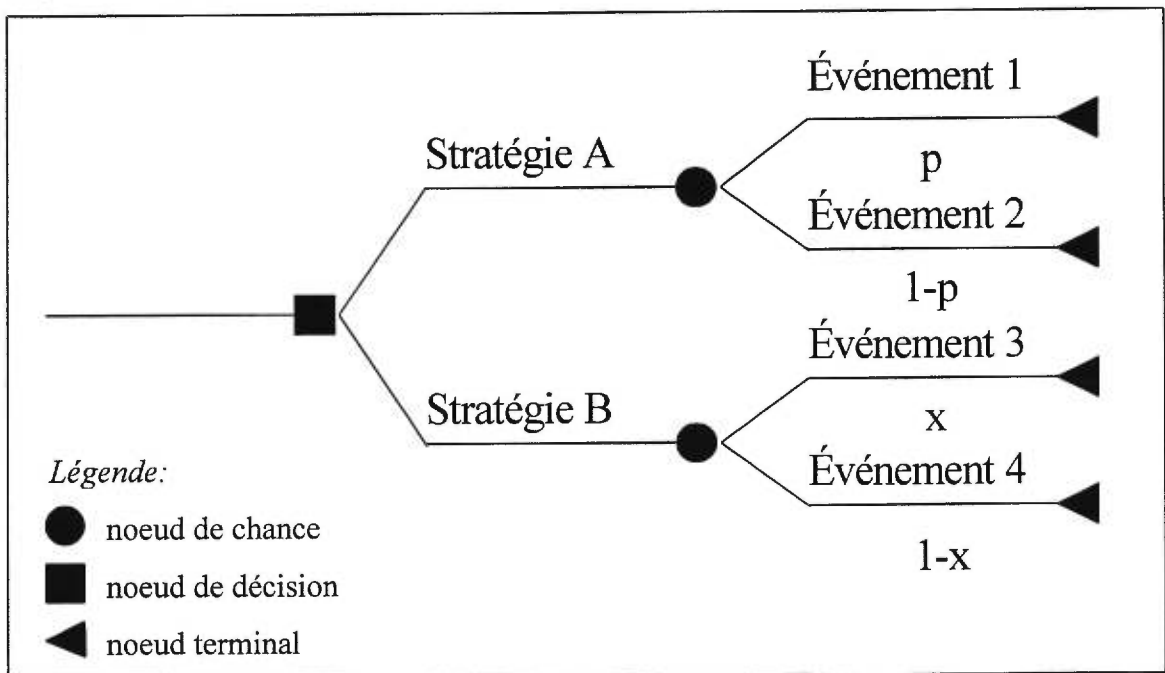 Événement 1
Stratégie A
p
Événement 2
1-p
Événement 3
Stratégie B
x
Événement 4
1-x
Légende:
noeud de chance
noeud de décision
noeud terminal